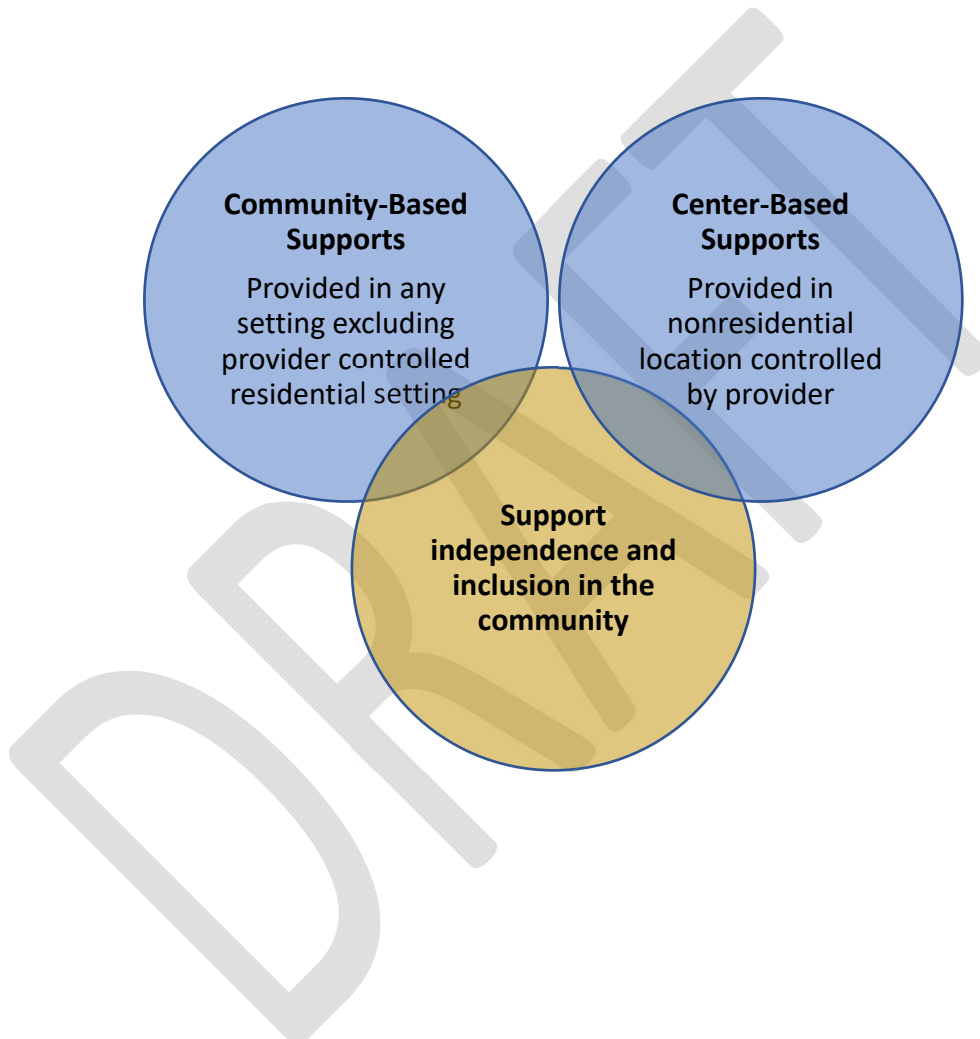 Community-Based
Supports
Provided in any
setting excluding
provider controlled
residential setting
Center-Based
Supports
Provided in
nonresidential
location controlled
by provider
Support
independence and
inclusion in the
community
DRAFT